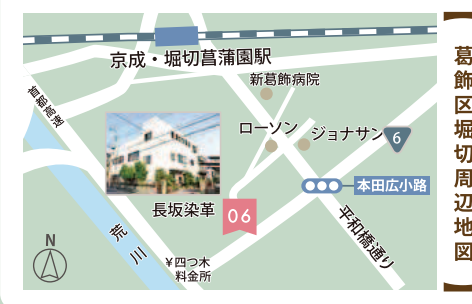 葛飾区堀切周辺地図
京成・堀切菖蒲園駅
新葛飾病院
首都高速
ローソン
ジョナサン
6
本田広小路
長坂染革
06
平和橋通り
荒川
¥四つ木
料金所
N